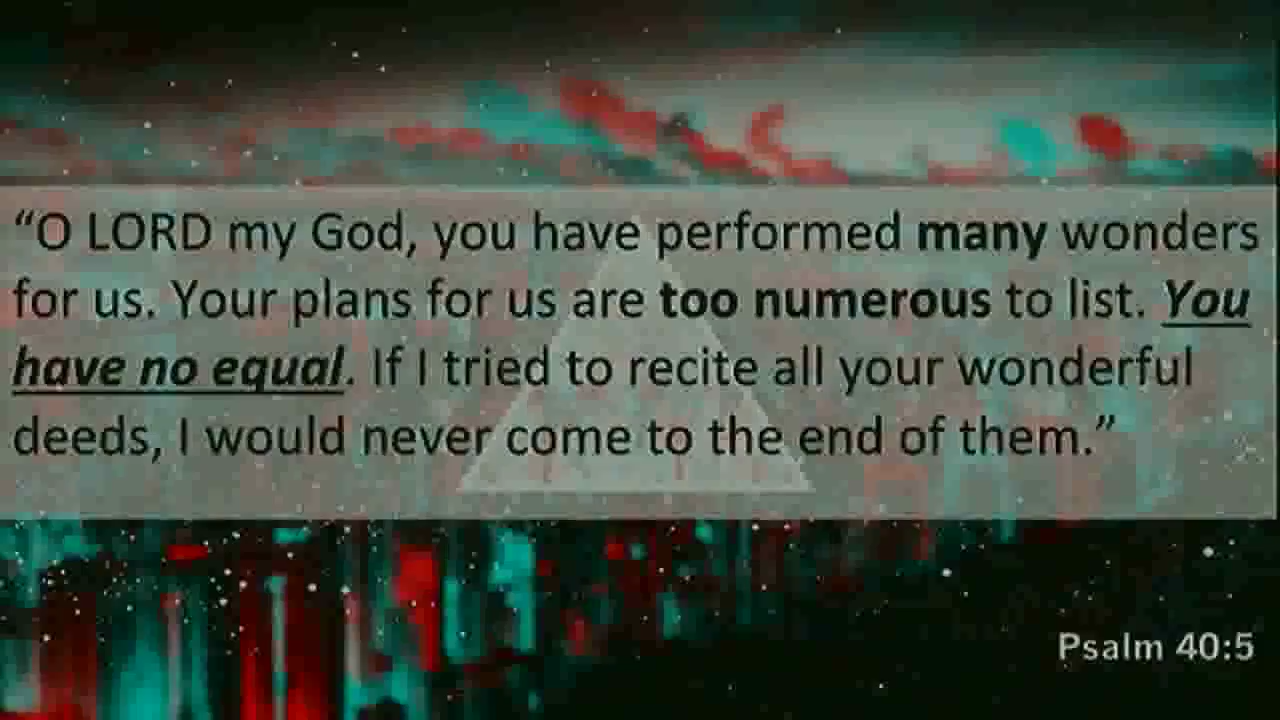 “O LORD my God, you have performed many wonders
for us. Your plans for us are too numerous to list. You
have no equal. If I tried to recite all your wonderful
deeds, I would never come to the end of them.”
Psalm 40:5